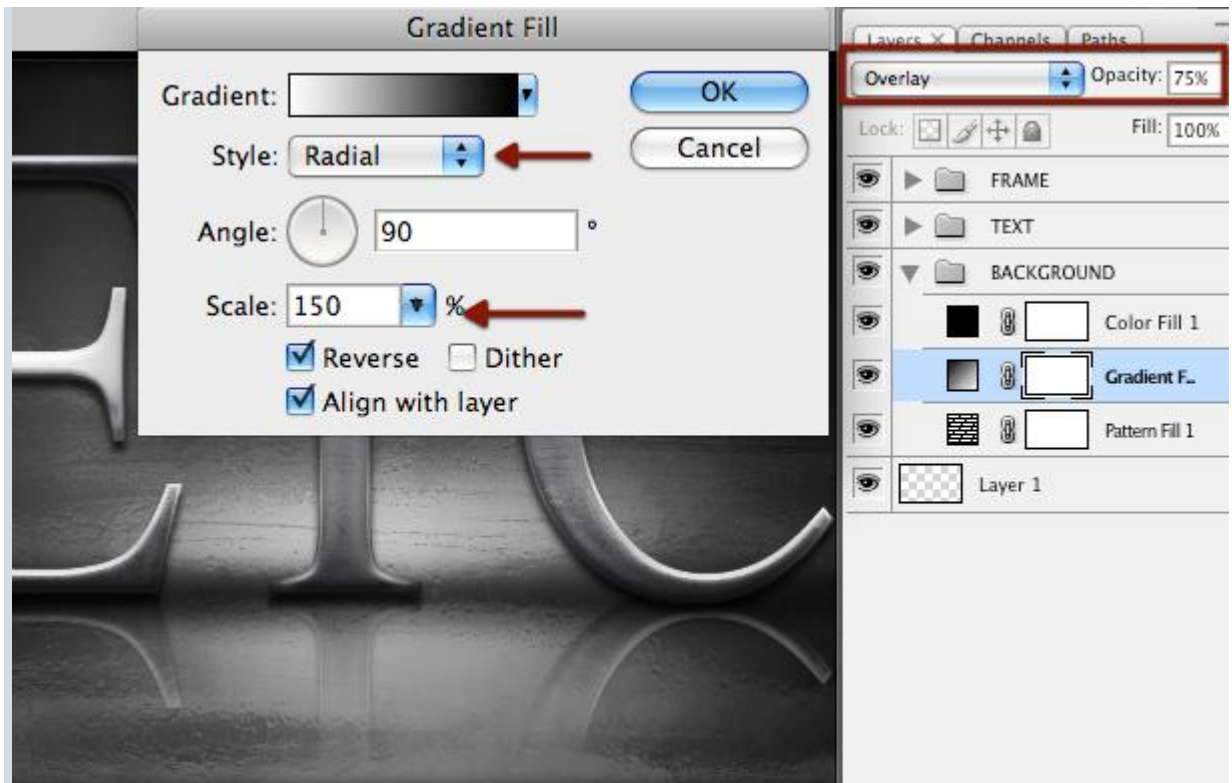 Gradient Fill
Gradient:
OK
Style: Radial
Cancel
Angle: 90 °
Scale: 150 %
Reverse Dither
Align with layer
Layers X Channels Paths
Overlay Opacity: 75%
Lock: Fill: 100%
FRAME
TEXT
BACKGROUND
Color Fill 1
Gradient F...
Pattern Fill 1
Layer 1